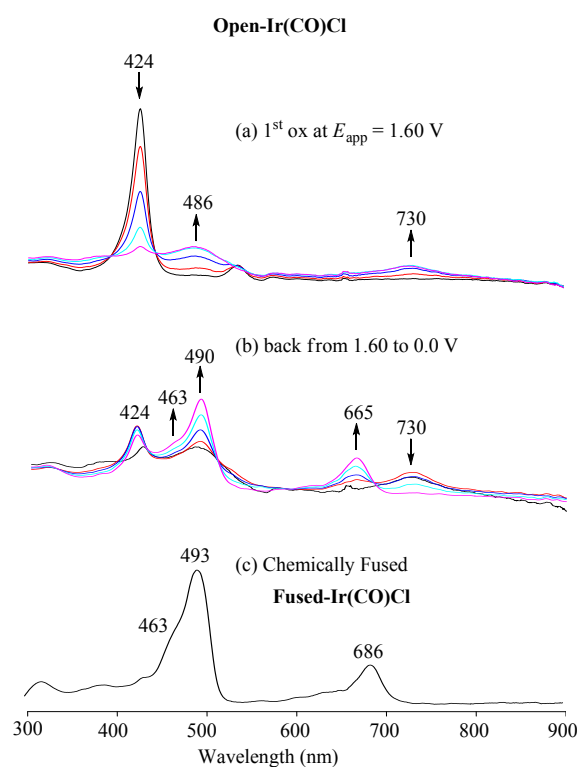 Open-Ir(CO)Cl
424
(a) 1st ox at Eapp = 1.60 V
486
730
(b) back from 1.60 to 0.0 V
490
463
424
665
730
(c) Chemically Fused
Fused-Ir(CO)Cl
493
463
686
300 400 500 600 700 800 900
Wavelength (nm)